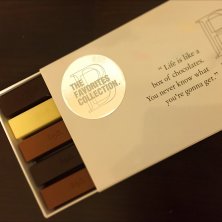 THE
FAVORITES
COLLECTION.
" Life is like a
box of chocolates.
You never know what
you're gonna get."